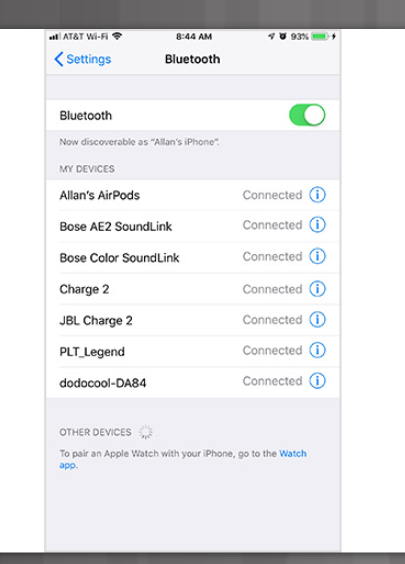 AT&T Wi-Fi 8:44 AM 93%
Settings Bluetooth
Bluetooth
Now discoverable as “Allan’s iPhone”.
MY DEVICES
Allan’s AirPods Connected
Bose AE2 SoundLink Connected
Bose Color SoundLink Connected
Charge 2 Connected
JBL Charge 2 Connected
PLT_Legend Connected
dodocool-DA84 Connected
OTHER DEVICES
To pair an Apple Watch with your iPhone, go to the Watch
app.